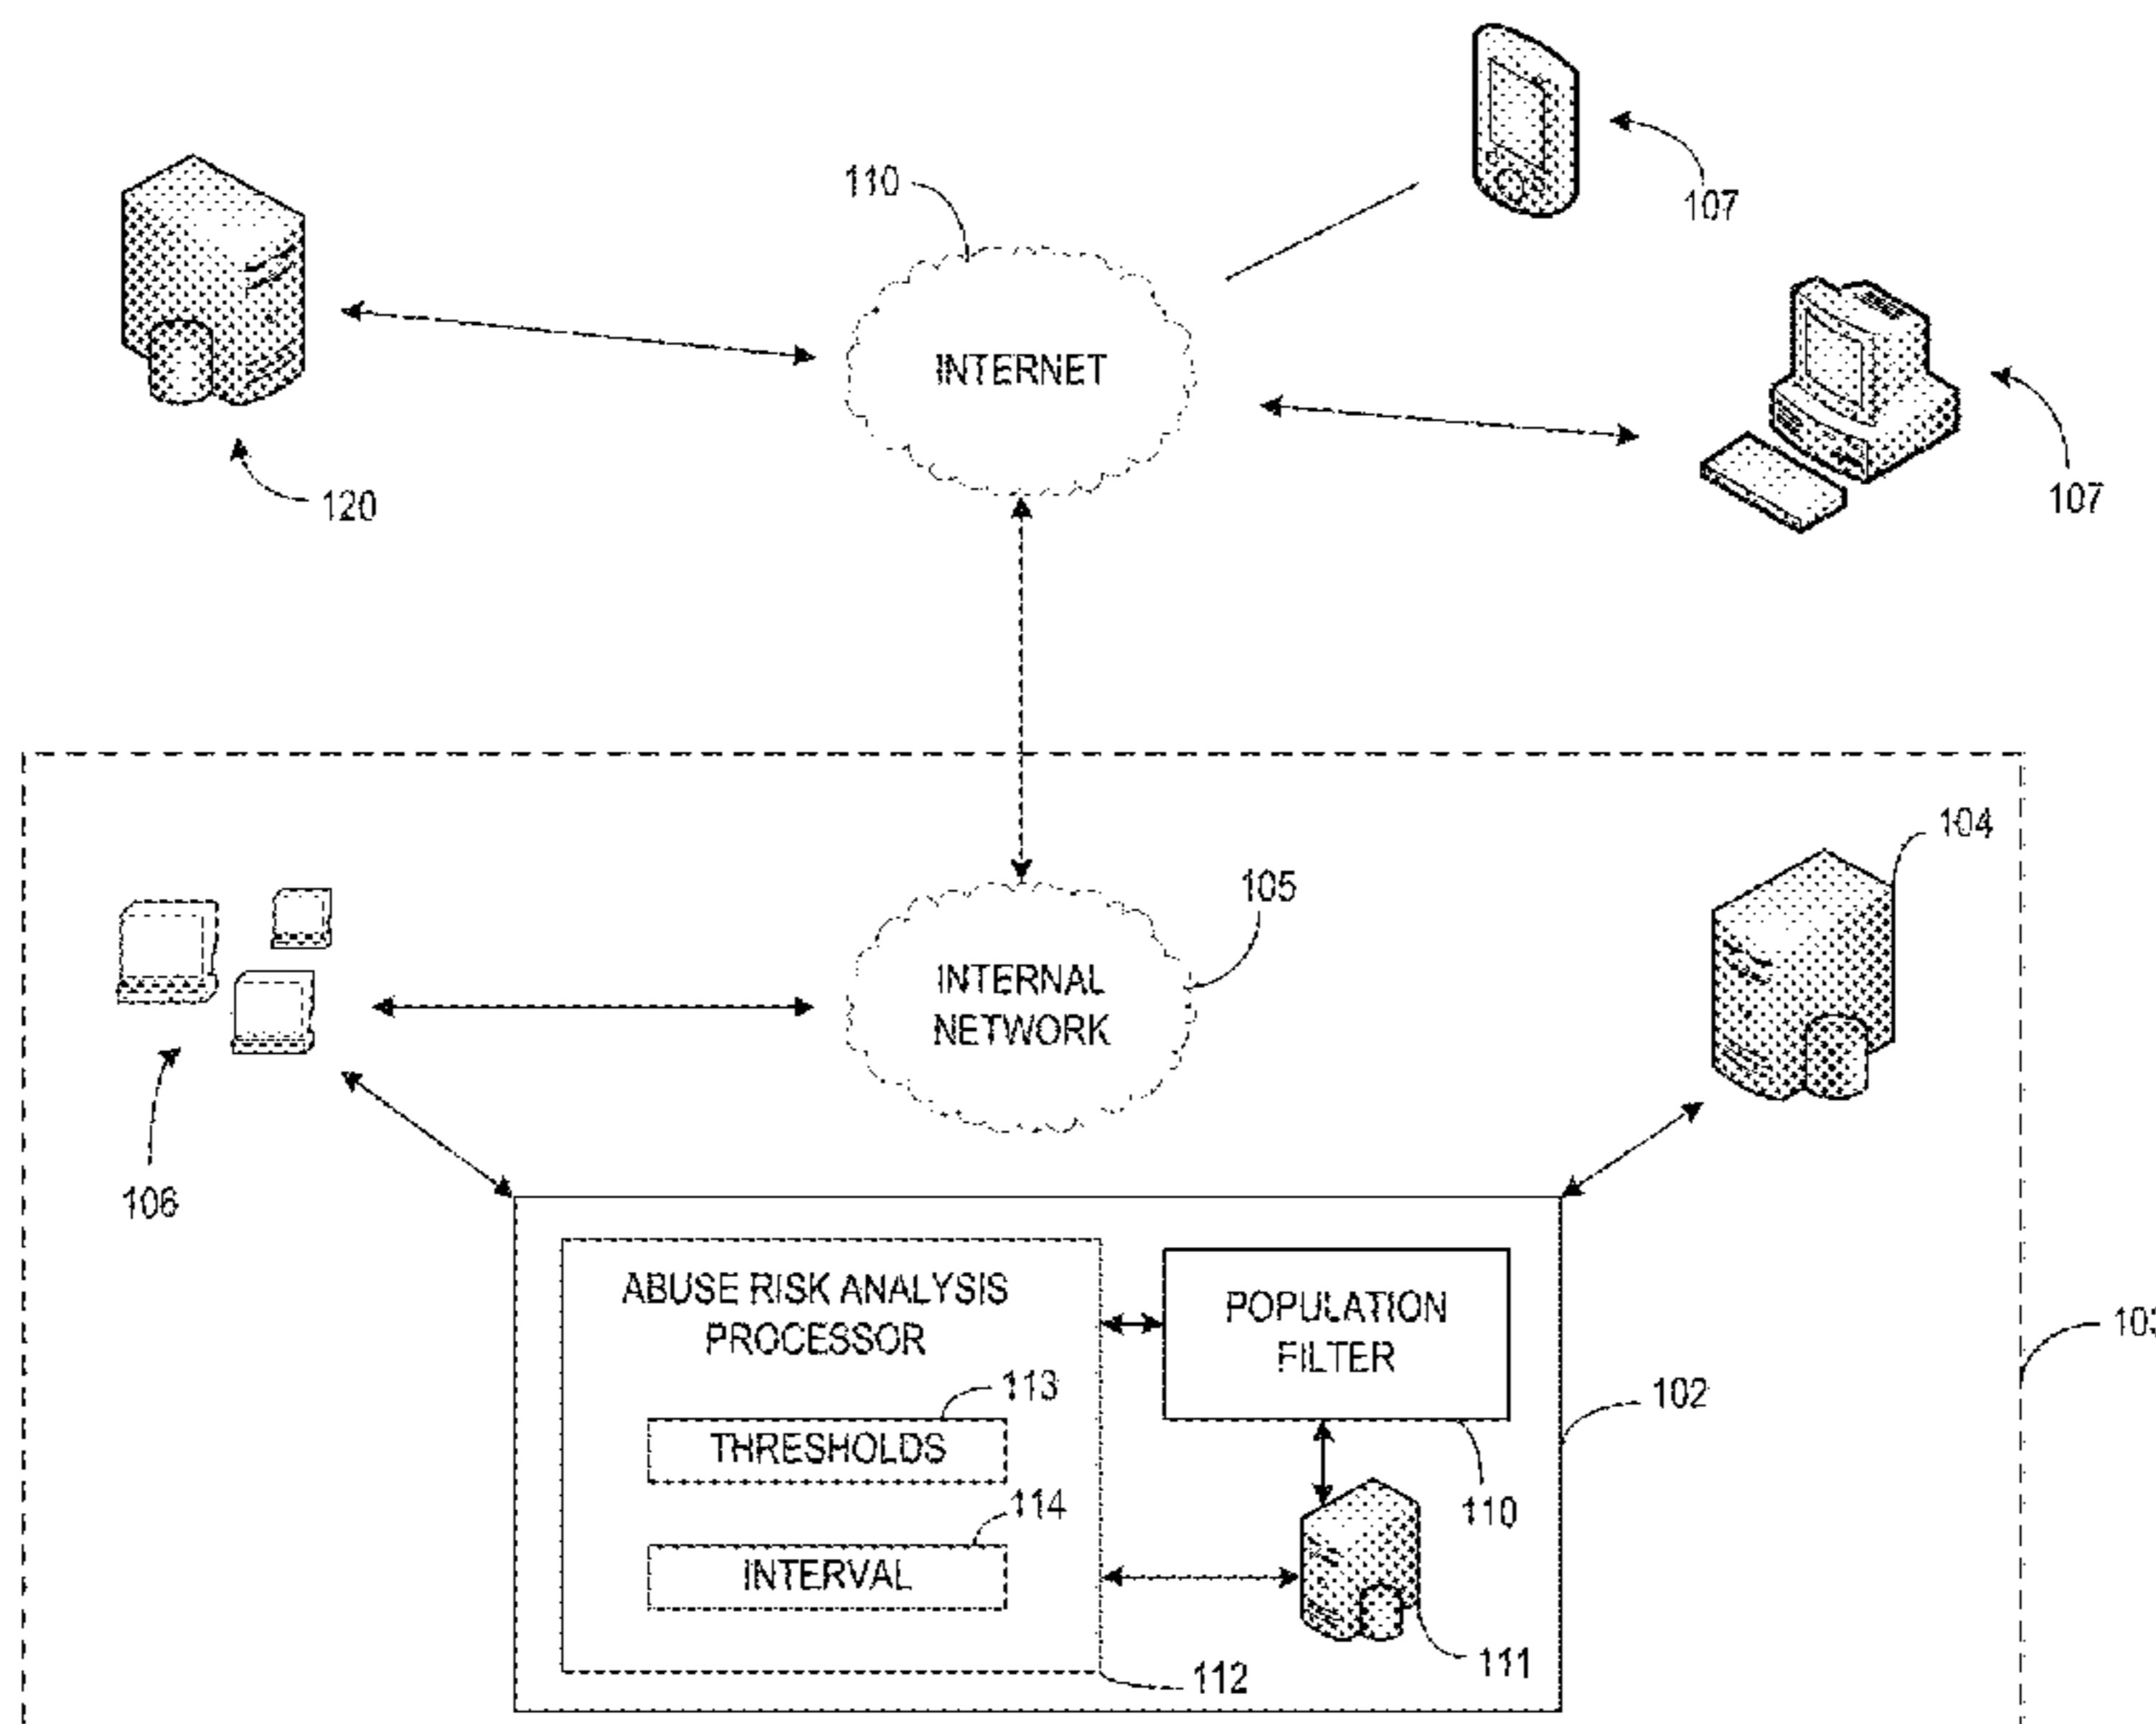 110
107
INTERNET
107
120
104
105
INTERNAL
NETWORK
106
ABUSE RISK ANALYSIS
PROCESSOR
POPULATION
FILTER
113
THRESHOLDS
102
114
INTERVAL
110
111
112